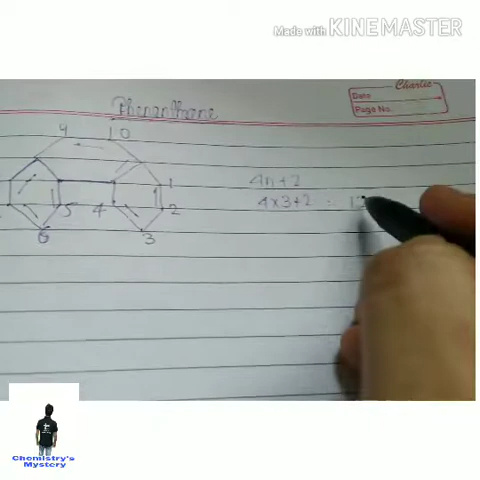 Made with KINEMASTER
Charlie
Date
Page No.
Phenanthrene
9 10
1
4n+2
5 4 2
4×3+2 =
6 3
Chemistry's
Mystery